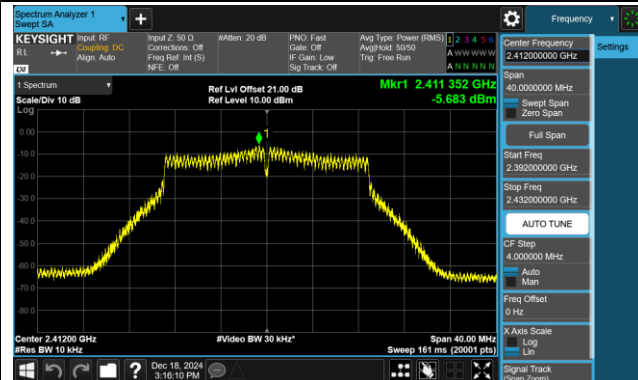 Spectrum Analyzer 1
Swept SA
+
Frequency
KEYSIGHT
RL
LXI
Input: RF
Coupling: DC
Align: Auto
Input Z: 50 Ω
Corrections: Off
Freq Ref: Int (S)
NFE: Off
#Atten: 20 dB
PNO: Fast
Gate: Off
IF Gain: Low
Sig Track: Off
Avg Type: Power (RMS)
Avg|Hold: 50/50
Trig: Free Run
1 2 3 4 5 6
A W W W W W
A N N N N N
1 Spectrum
Scale/Div 10 dB
Log
Ref Lvl Offset 21.00 dB
Ref Level 10.00 dBm
Mkr1 2.411 352 GHz
-5.683 dBm
1
0.00
-10.0
-20.0
-30.0
-40.0
-50.0
-60.0
-70.0
-80.0
Center 2.41200 GHz
#Res BW 10 kHz
#Video BW 30 kHz*
Span 40.00 MHz
Sweep 161 ms (20001 pts)
Dec 18, 2024
3:16:10 PM
?
Center Frequency
2.412000000 GHz
Settings
Span
40.0000000 MHz
Swept Span
Zero Span
Full Span
Start Freq
2.392000000 GHz
Stop Freq
2.432000000 GHz
AUTO TUNE
CF Step
4.000000 MHz
Auto
Man
Freq Offset
0 Hz
X Axis Scale
Log
Lin
Signal Track
(Span Zoom)